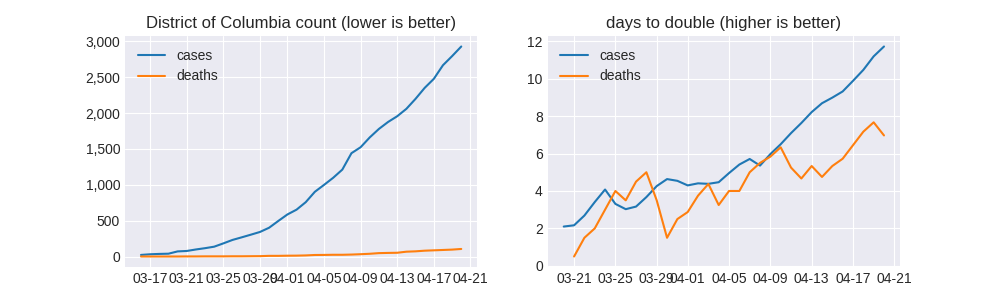 District of Columbia count (lower is better)
3,000
2,500
2,000
1,500
1,000
500
0
cases
deaths
03-17 03-21 03-25 03-29 04-01 04-05 04-09 04-13 04-17 04-21
days to double (higher is better)
12
10
8
6
4
2
0
cases
deaths
03-21 03-25 03-29 04-01 04-05 04-09 04-13 04-17 04-21